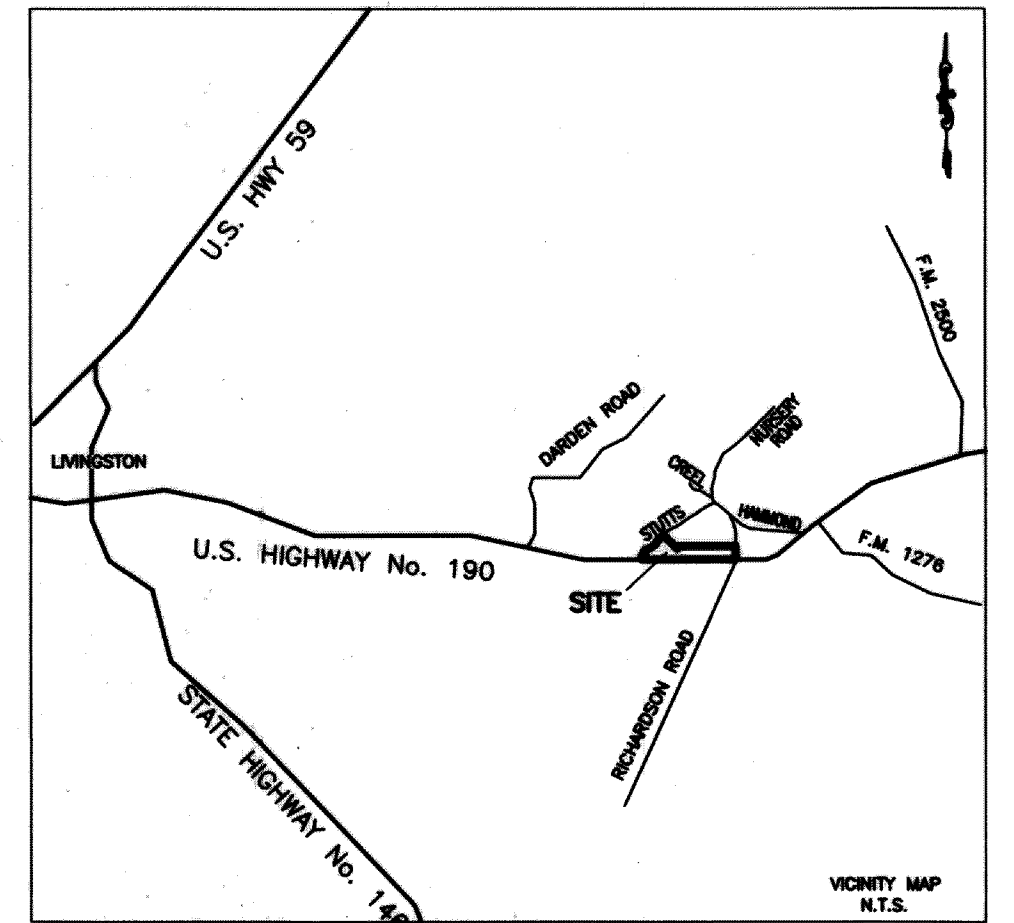 U.S. HWY 59
F.M. 2500
DARDEN ROAD
NURSERY
ROAD
CREEL
LIVINGSTON
STUTTS
HAMMOND
U.S. HIGHWAY No. 190
F.M. 1276
SITE
RICHARDSON ROAD
STATE HIGHWAY No. 146
VICINITY MAP
N.T.S.